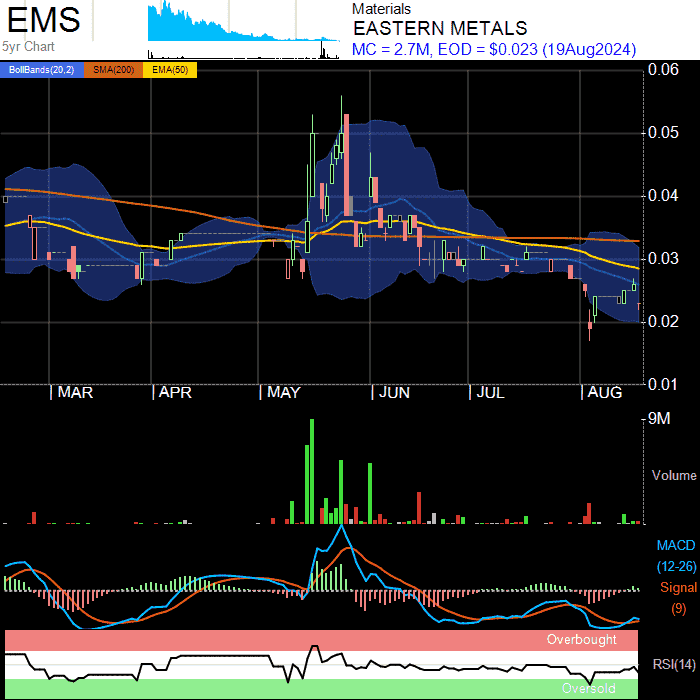 EMS
5yr Chart
Materials
EASTERN METALS
MC = 2.7M, EOD = $0.023 (19Aug2024)
BollBands(20,2) SMA(200) EMA(50)
0.06
0.05
0.04
0.03
0.02
0.01
MAR APR MAY JUN JUL AUG
9M
Volume
MACD
(12-26)
Signal
(9)
Overbought
RSI(14)
Oversold